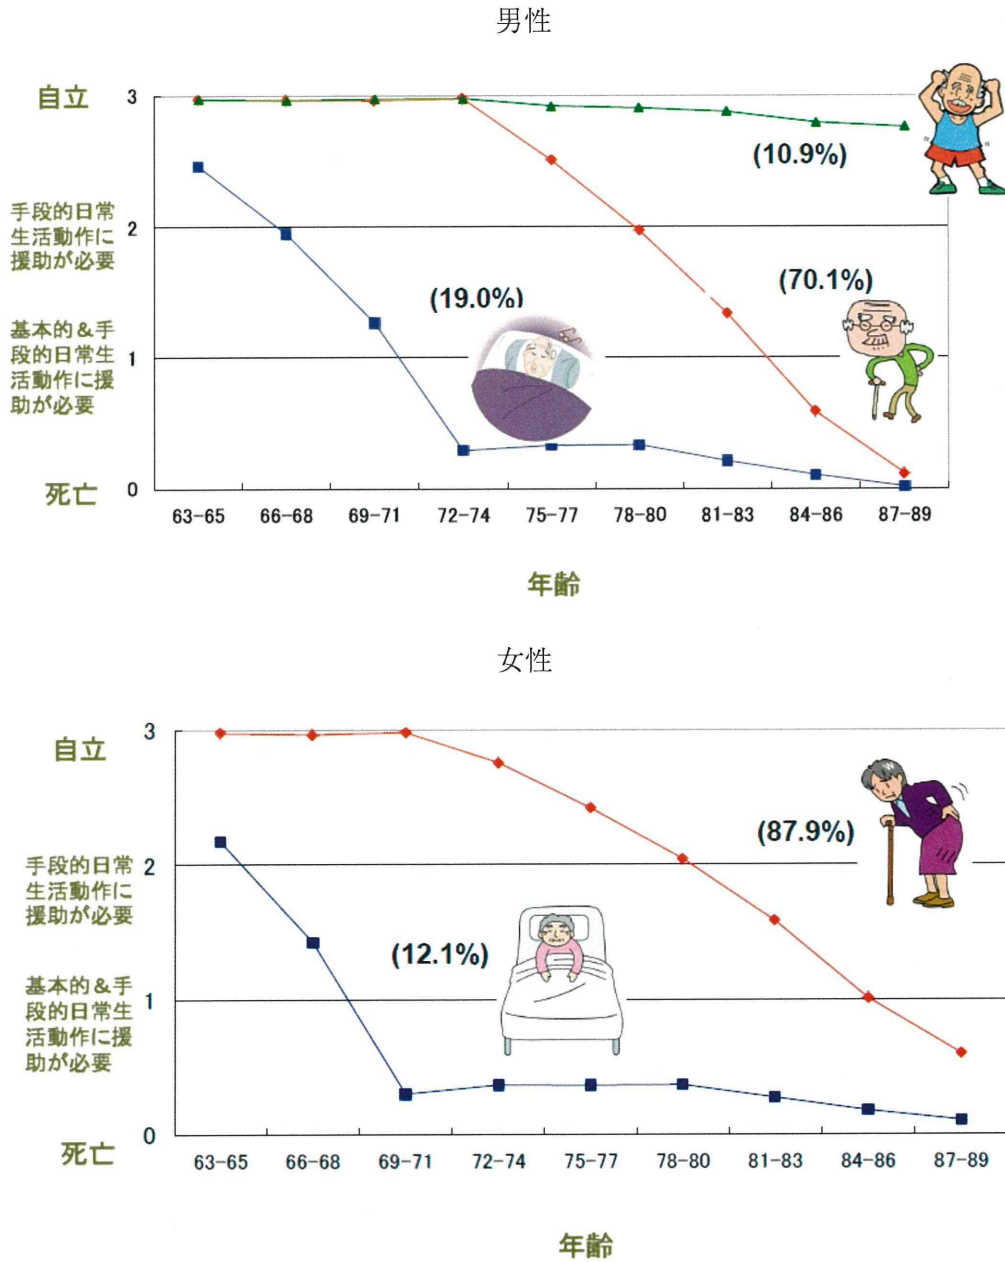 男性
自立
3
(10.9%)
手段的日常
生活動作に
援助が必要
2
(19.0%)
(70.1%)
基本的&手
段的日常生
活動作に援
助が必要
1
死亡
0
63-65 66-68 69-71 72-74 75-77 78-80 81-83 84-86 87-89
年齢
女性
自立
3
(87.9%)
手段的日常
生活動作に
援助が必要
2
(12.1%)
基本的&手
段的日常生
活動作に援
助が必要
1
死亡
0
63-65 66-68 69-71 72-74 75-77 78-80 81-83 84-86 87-89
年齢